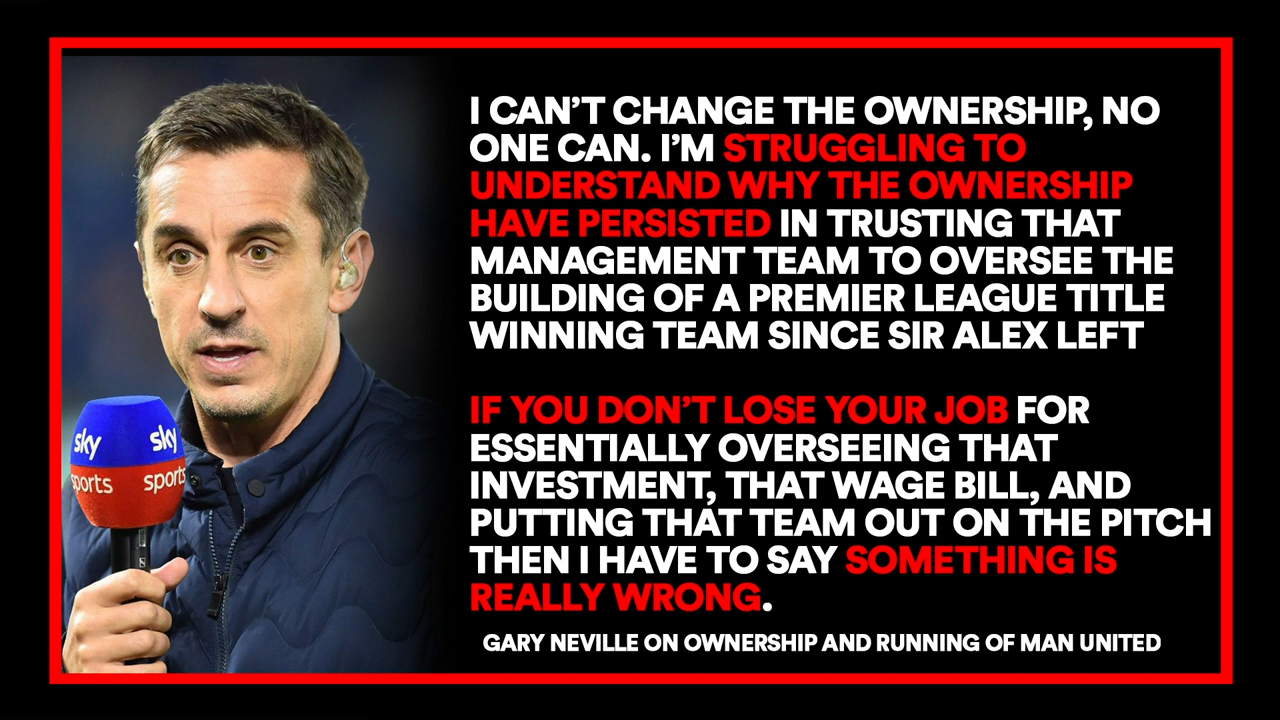 I CAN'T CHANGE THE OWNERSHIP, NO
ONE CAN. I'M STRUGGLING TO
UNDERSTAND WHY THE OWNERSHIP
HAVE PERSISTED IN TRUSTING THAT
MANAGEMENT TEAM TO OVERSEE THE
BUILDING OF A PREMIER LEAGUE TITLE
WINNING TEAM SINCE SIR ALEX LEFT
IF YOU DON'T LOSE YOUR JOB FOR
ESSENTIALLY OVERSEEING THAT
INVESTMENT, THAT WAGE BILL, AND
PUTTING THAT TEAM OUT ON THE PITCH
THEN I HAVE TO SAY SOMETHING IS
REALLY WRONG.
GARY NEVILLE ON OWNERSHIP AND RUNNING OF MAN UNITED
sky sky
sports sports